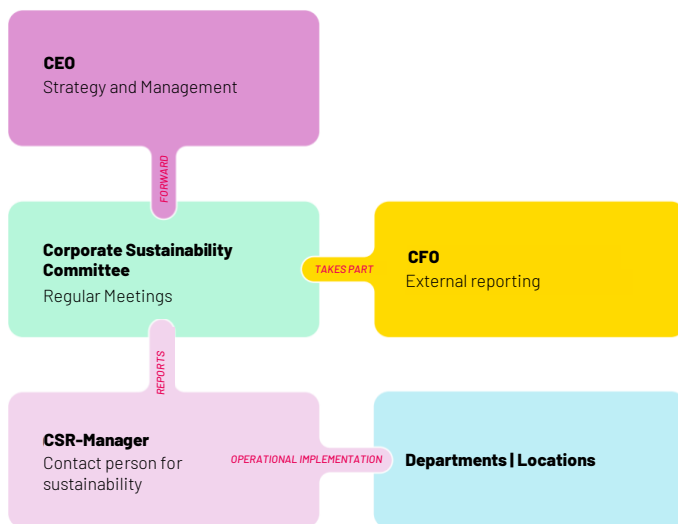 CEO
Strategy and Management
FORWARD
Corporate Sustainability
Committee
Regular Meetings
TAKES PART
CFO
External reporting
REPORTS
CSR-Manager
Contact person for
sustainability
OPERATIONAL IMPLEMENTATION
Departments | Locations